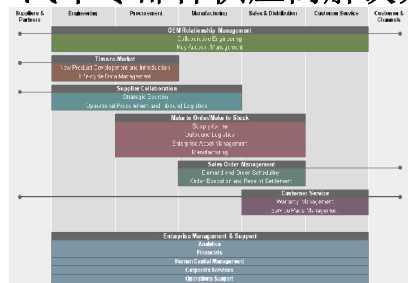 Suppliers & Partners
Engineering
Procurement
Manufacturing
Sales & Distribution
Customer Service
Customer & Channels
OEM Relationship Management
Collaborative Engineering
Key Account Management
Time-to-Market
New Product Development and Introduction
Life-cycle Data Management
Supplier Collaboration
Strategic Sourcing
Operational Procurement and Inbound Logistics
Make to Order/Make to Stock
Outbound Logistics
Enterprise Asset Management
Manufacturing
Sales Order Management
Demand and Order Scheduling
Order Execution and Receipt Settlement
Customer Service
Warranty Management
Service Parts Management
Enterprise Management & Support
Analytics
Financials
Human Capital Management
Corporate Services
Operations Support